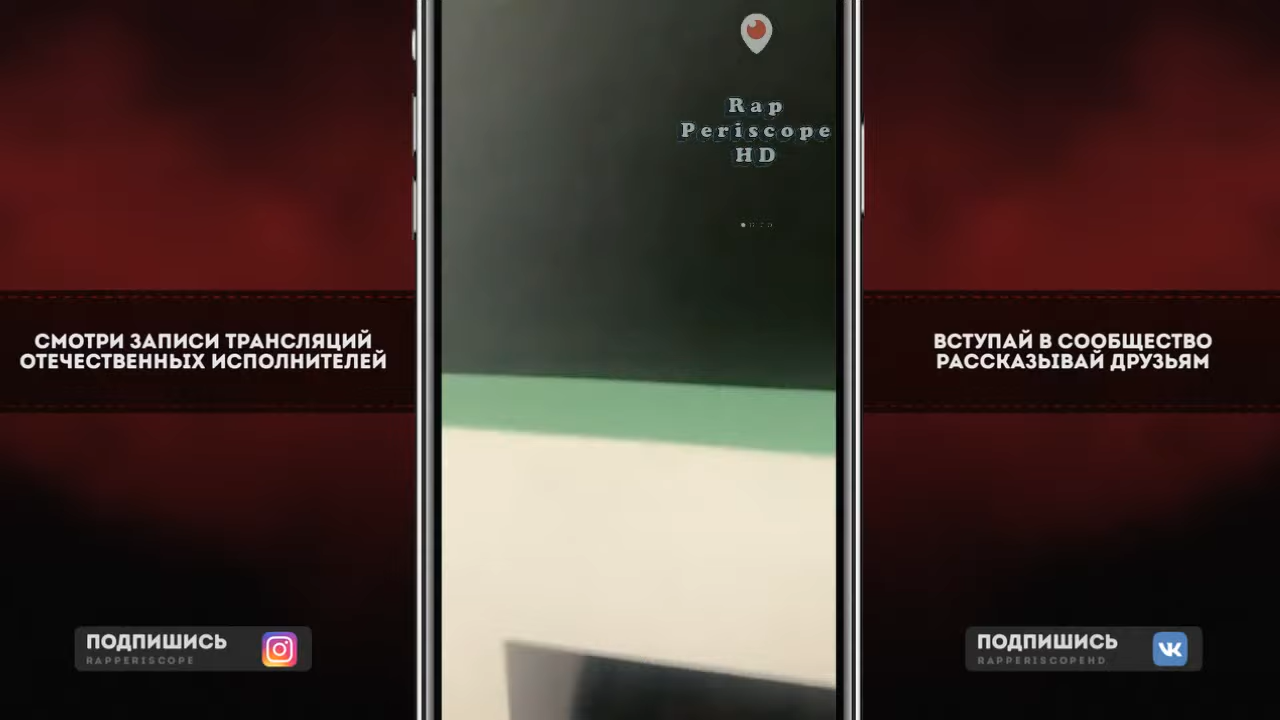 Rap
Periscope
HD
СМОТРИ ЗАПИСИ ТРАНСЛЯЦИЙ
ОТЕЧЕСТВЕННЫХ ИСПОЛНИТЕЛЕЙ
ВСТУПАЙ В СООБЩЕСТВО
РАССКАЗЫВАЙ ДРУЗЬЯМ
ПОДПИШИСЬ
RAPPERISCOPE
ПОДПИШИСЬ
RAPPERISCOPEHD